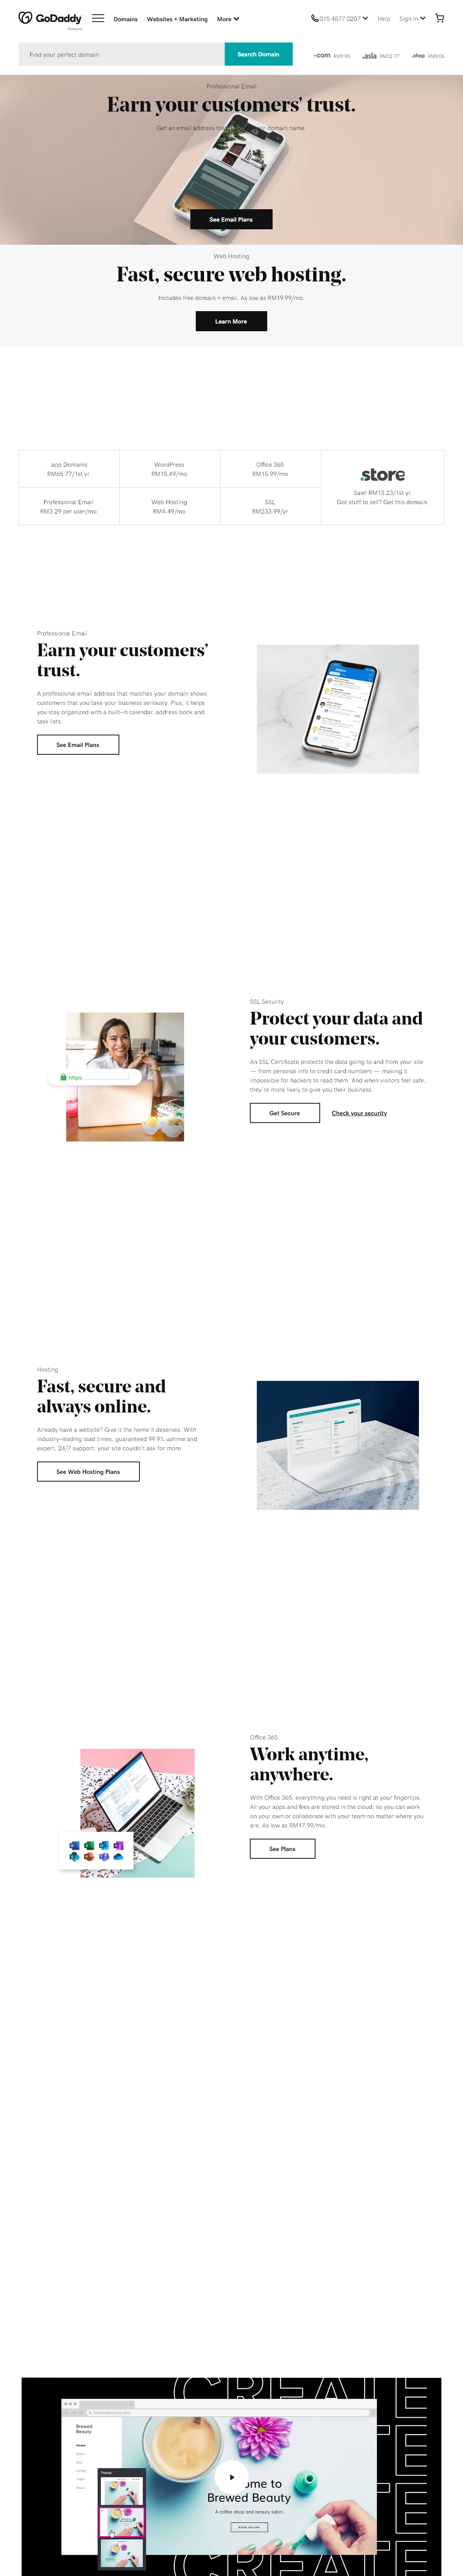 GoDaddy
Malaysia
Domains
Websites + Marketing
More
015 4877 0207
Help
Sign In
Find your perfect domain
Search Domain
.com RM9.95
.asia RM22.77
.shop RM9.06
Professional Email
Earn your customers' trust.
Get an email address that your domain name.
See Email Plans
Web Hosting
Fast, secure web hosting.
Includes free domain + email. As low as RM19.99/mo.
Learn More
.app Domains
RM65.77/1st yr
WordPress
RM15.49/mo
Office 365
RM15.99/mo
Professional Email
RM3.29 per user/mo
Web Hosting
RM4.49/mo
SSL
RM233.99/yr
.store
Sale! RM13.23/1st yr.
Got stuff to sell? Get this domain.
Professional Email
Earn your customers'
trust.
A professional email address that matches your domain shows
customers that you take your business seriously. Plus, it helps
you stay organized with a built-in calendar, address book and
task lists.
See Email Plans
SSL Security
Protect your data and
your customers.
An SSL Certificate protects the data going to and from your site
— from personal info to credit card numbers — making it
impossible for hackers to read them. And when visitors feel safe,
they're more likely to give you their business.
Get Secure
Check your security
https:
Hosting
Fast, secure and
always online.
Already have a website? Give it the home it deserves. With
industry-leading load times, guaranteed 99.9% uptime and
expert, 24/7 support, your site couldn't ask for more.
See Web Hosting Plans
Office 365
Work anytime,
anywhere.
With Office 365, everything you need is right at your fingertips.
All your apps and files are stored in the cloud, so you can work
on your own or collaborate with your team no matter where you
are. As low as RM17.99/mo.
See Plans
CREATE
brewedbeauty.com
Brewed
Beauty
Home
Theme
ome to
Brewed Beauty
A coffee shop and beauty salon.
BOOK ONLINE
CREATE